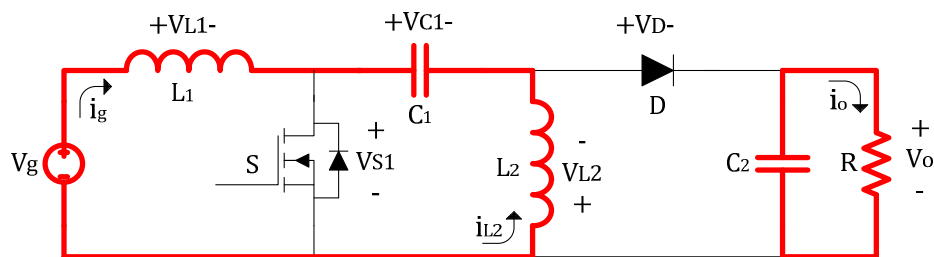 +VL1-
+VC1-
+VD-
L1
ig
C1
D
io
Vg
S
+
VS1
-
L2
-
VL2
+
iL2
C2
R
+
Vo
-